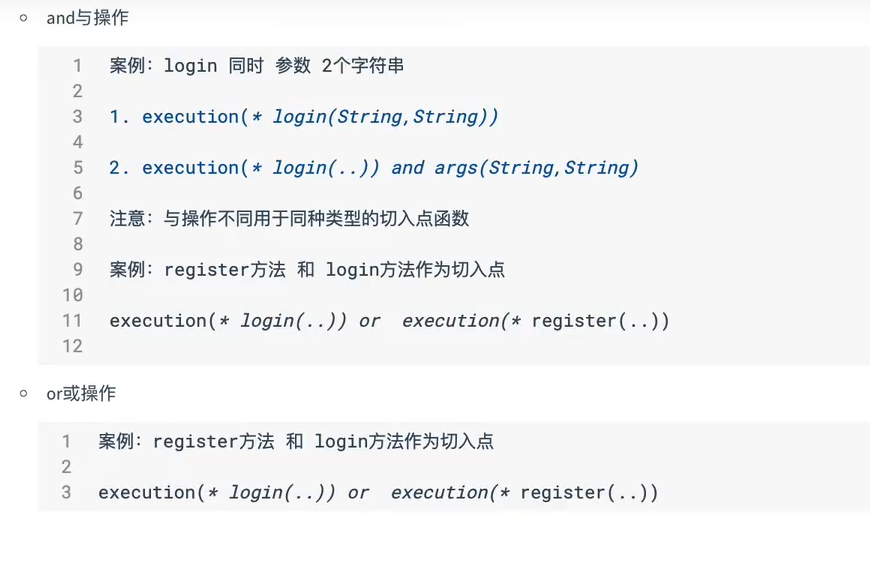 and与操作
1 案例：login 同时 参数 2个字符串
2
3 1. execution(* login(String,String))
4
5 2. execution(* login(..)) and args(String,String)
6
7 注意：与操作不同用于同种类型的切入点函数
8
9 案例：register方法 和 login方法作为切入点
10
11 execution(* login(..)) or  execution(* register(..))
12
or或操作
1 案例：register方法 和 login方法作为切入点
2
3 execution(* login(..)) or  execution(* register(..))